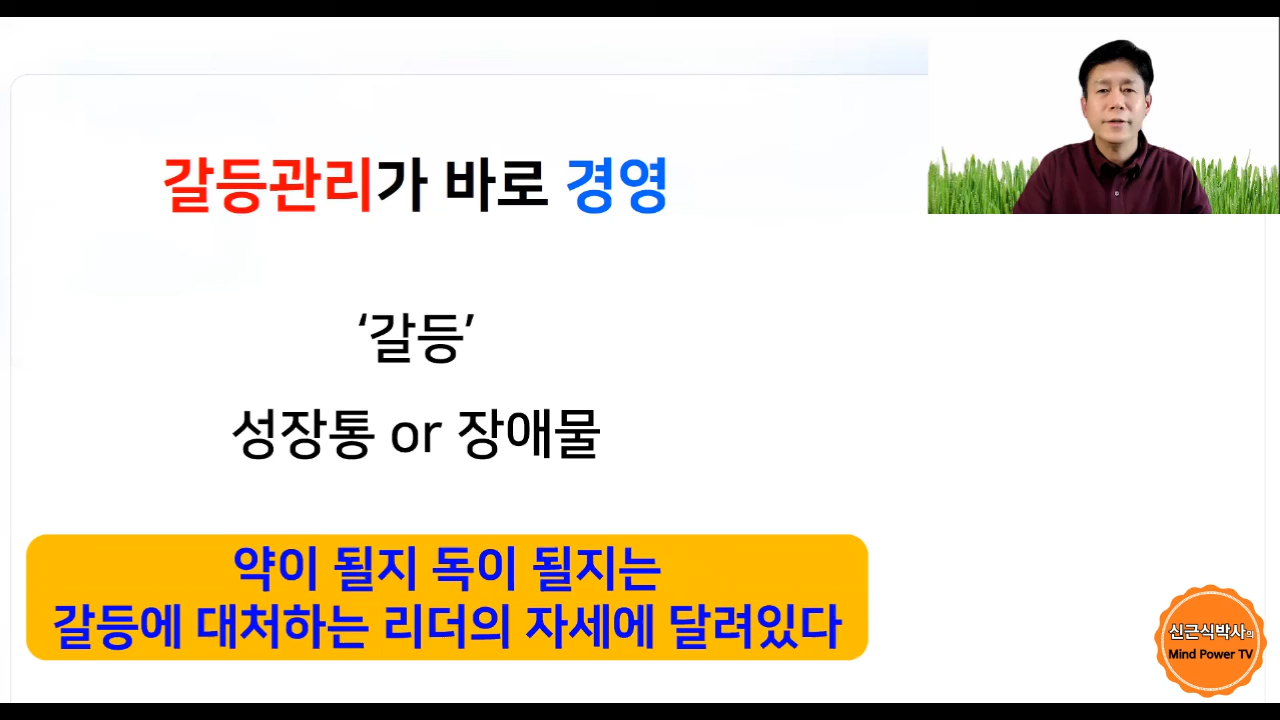 갈등관리가 바로 경영
‘갈등’
성장통 or 장애물
약이 될지 독이 될지는
갈등에 대처하는 리더의 자세에 달려있다
신근식박사의
Mind Power TV